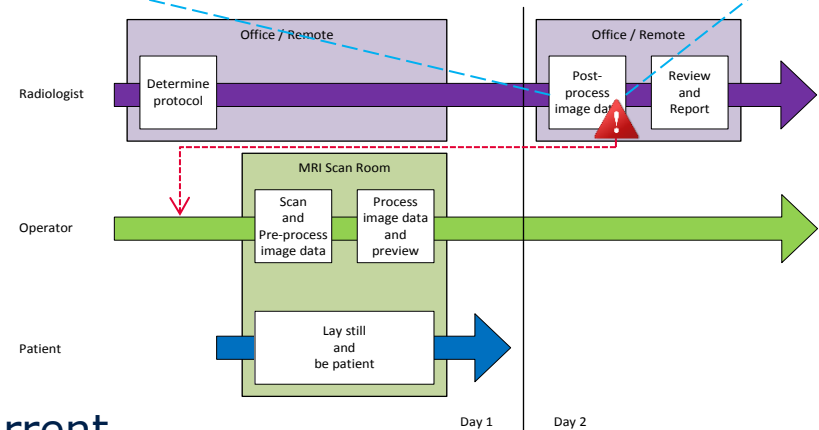 Office / Remote
Office / Remote
Radiologist
Determine
protocol
Post-
process
image data
Review
and
Report
MRI Scan Room
Operator
Scan
and
Pre-process
image data
Process
image data
and
preview
Patient
Lay still
and
be patient
Day 1
Day 2